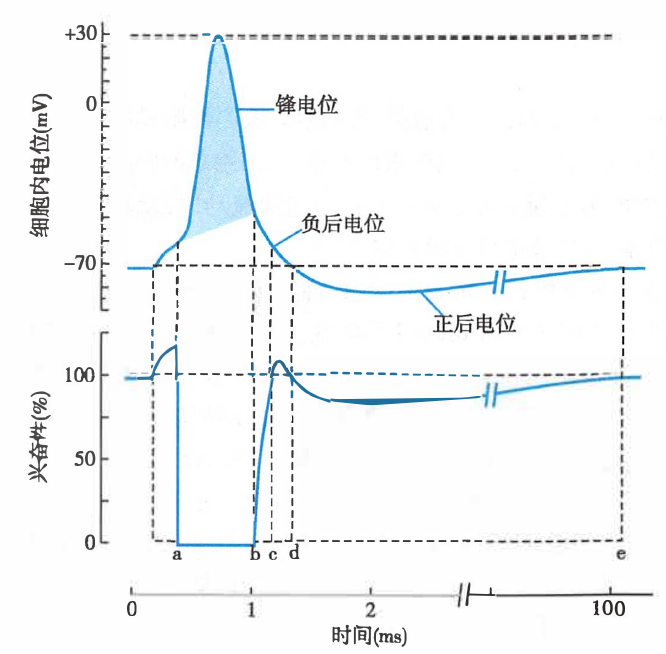 +30
0
-70
细胞内电位(mV)
锋电位
负后电位
正后电位
100
50
0
兴奋性(%)
a
b
c
d
e
0
1
2
100
时间(ms)